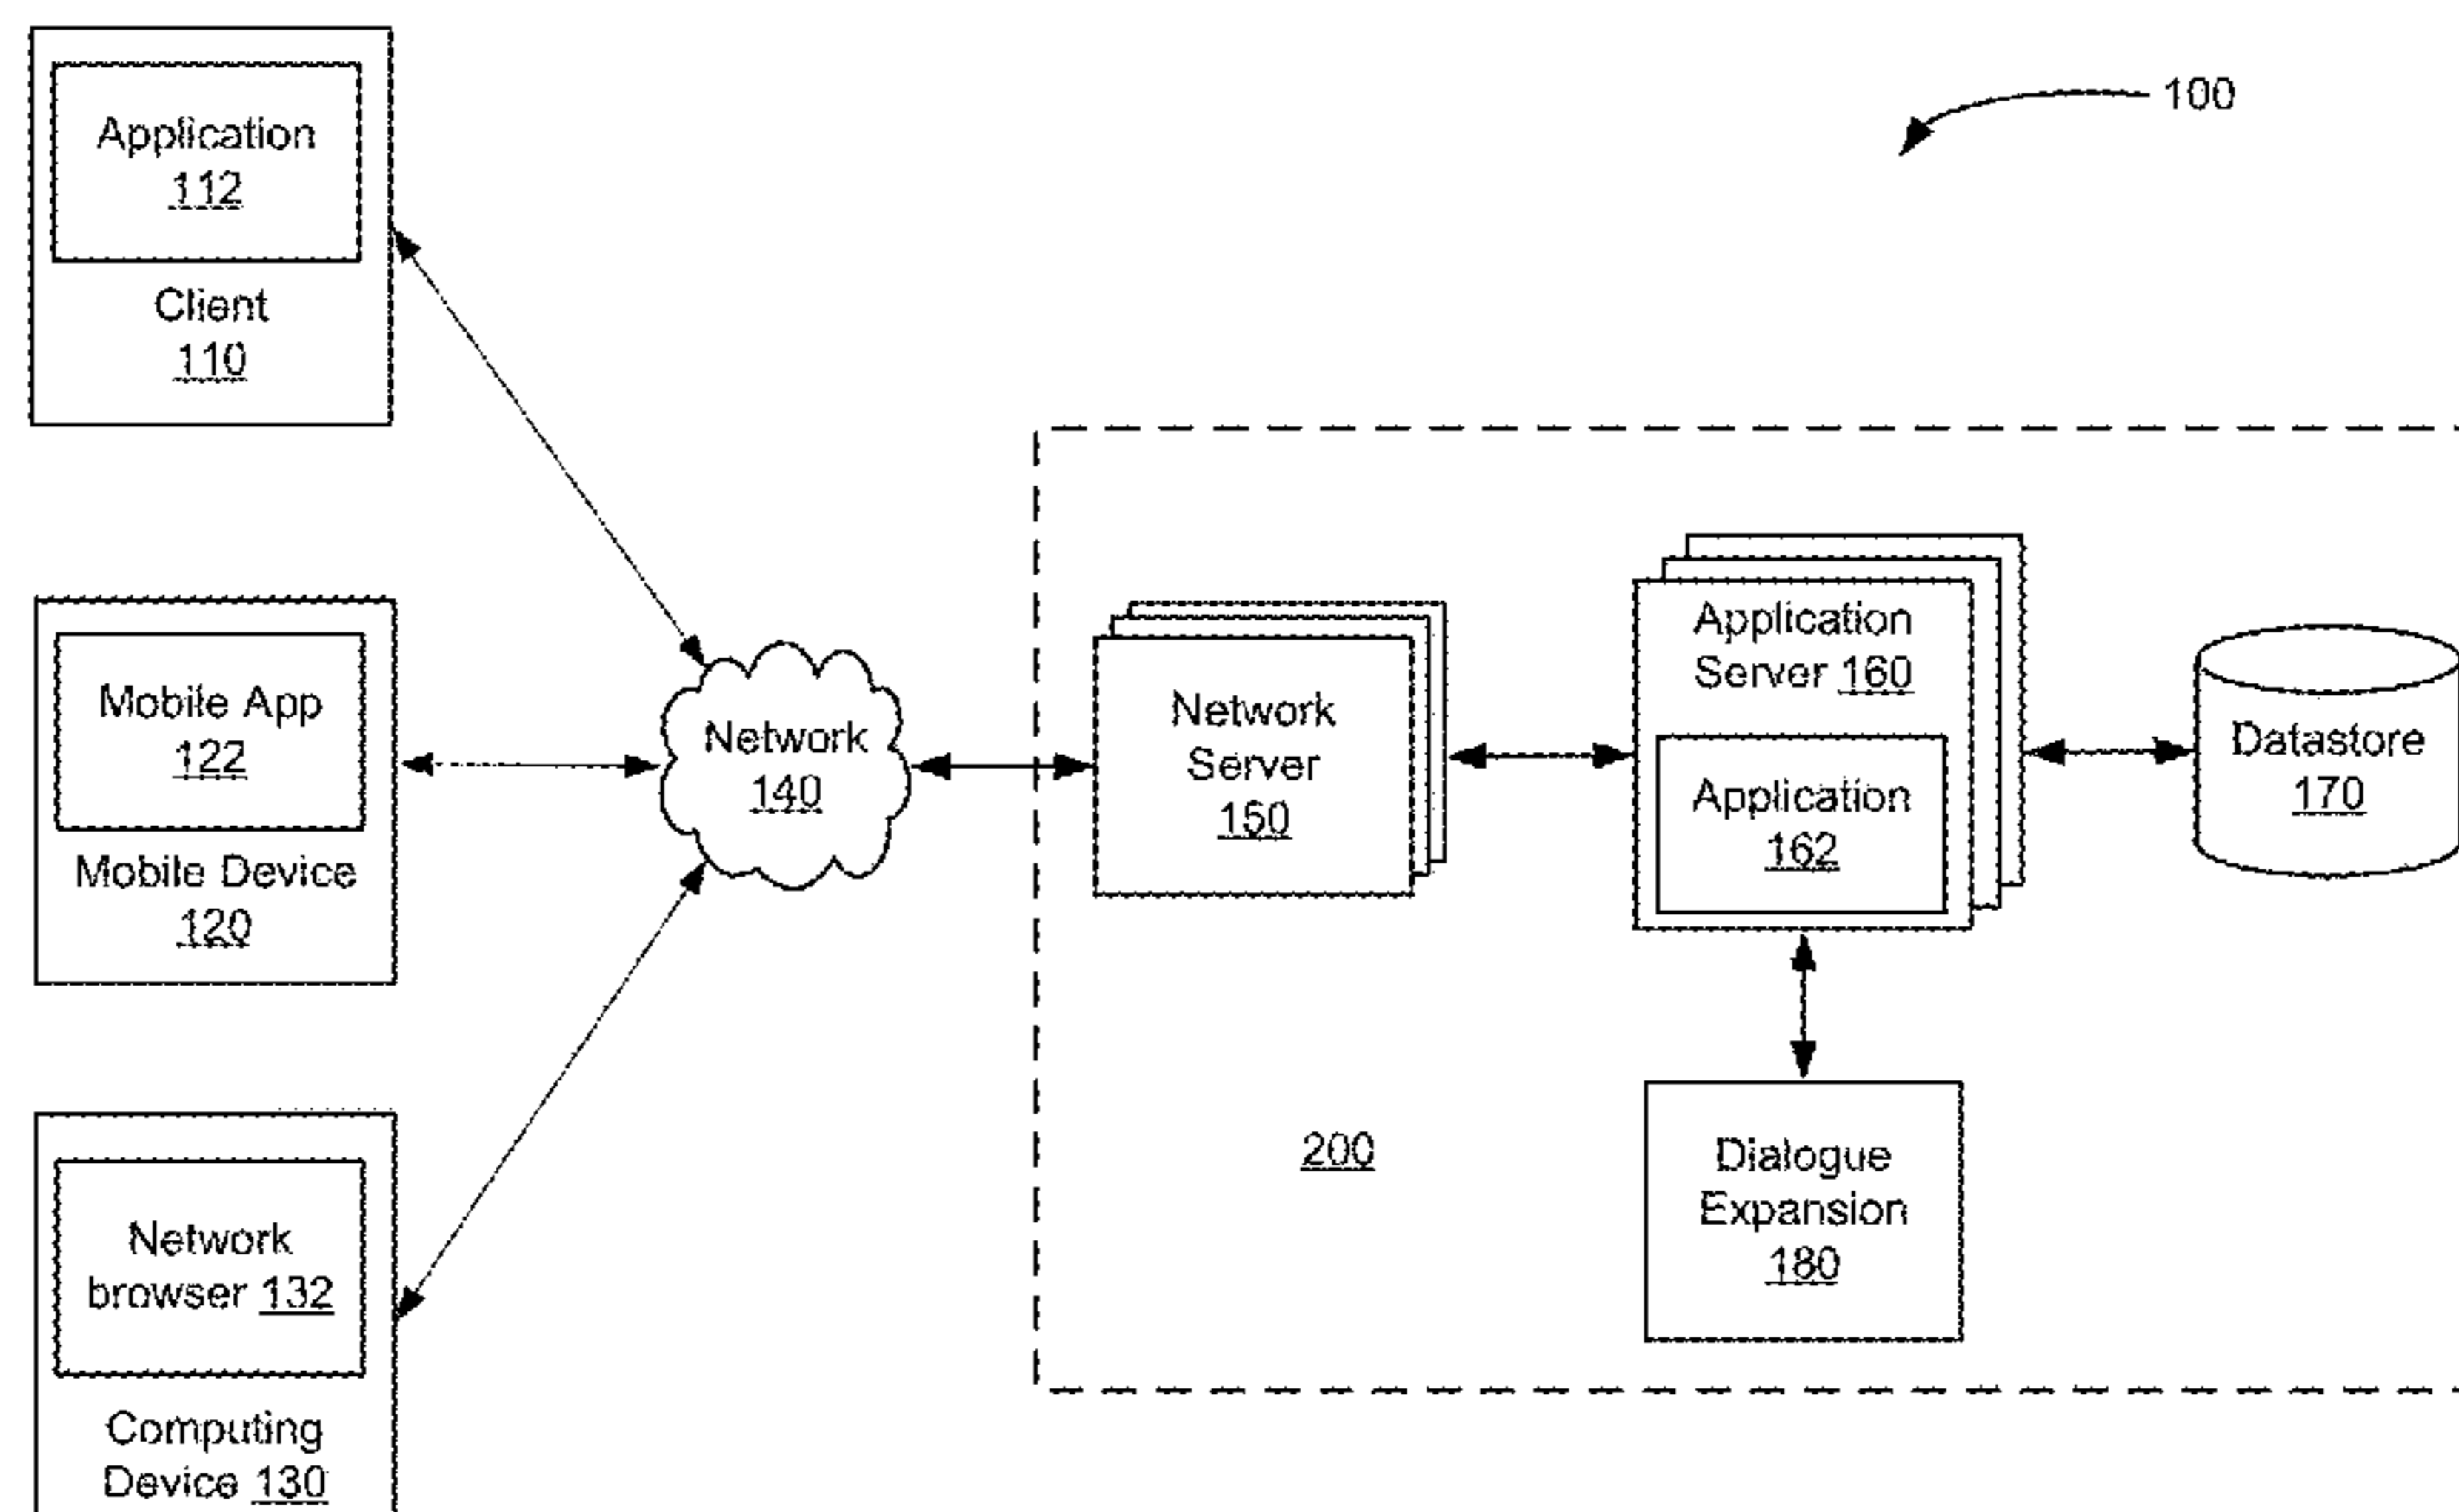 Application
112
Client
110
100
Mobile App
122
Mobile Device
120
Network
140
Network
Server
150
Application
Server 160
Application
162
Datastore
170
200
Dialogue
Expansion
180
Network
browser 132
Computing
Device 130